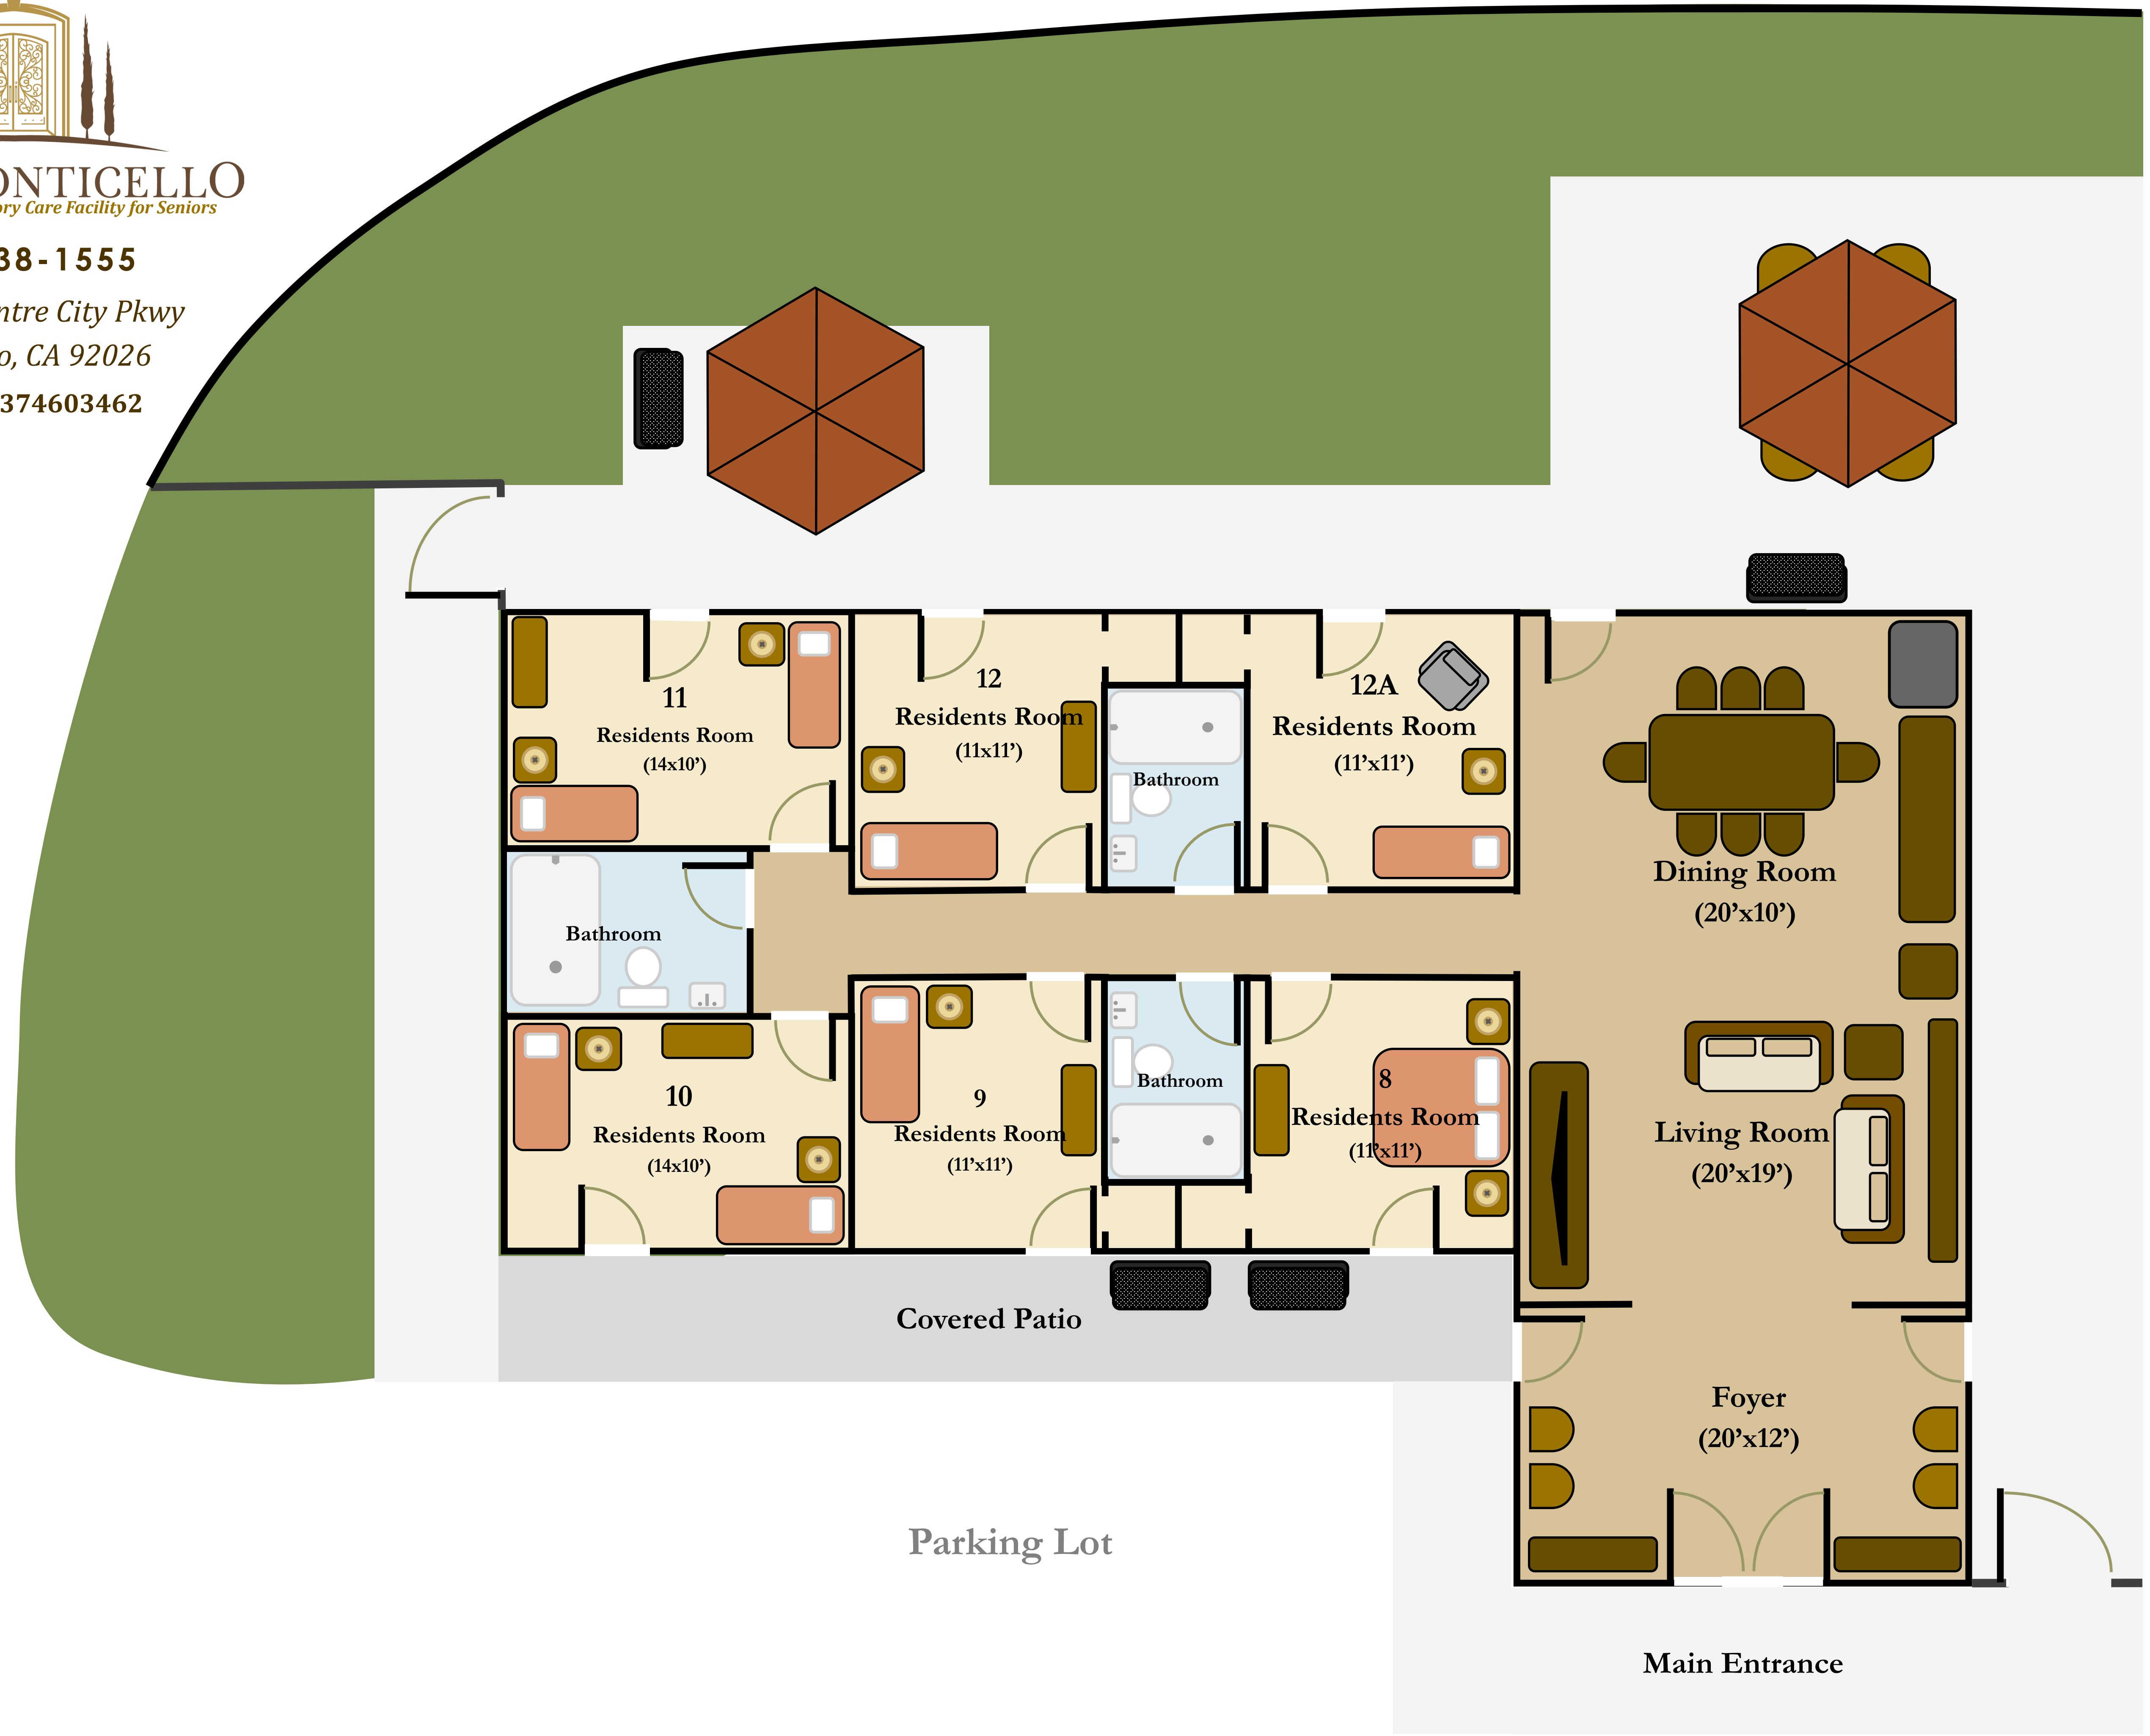 ONTICELLO
ory Care Facility for Seniors
38-1555
ntre City Pkwy
o, CA 92026
374603462
11
Residents Room
(14x10’)
12
Residents Room
(11x11’)
Bathroom
12A
Residents Room
(11’x11’)
Dining Room
(20’x10’)
Bathroom
10
Residents Room
(14x10’)
9
Residents Room
(11’x11’)
Bathroom
8
Residents Room
(11’x11’)
Living Room
(20’x19’)
Covered Patio
Foyer
(20’x12’)
Parking Lot
Main Entrance